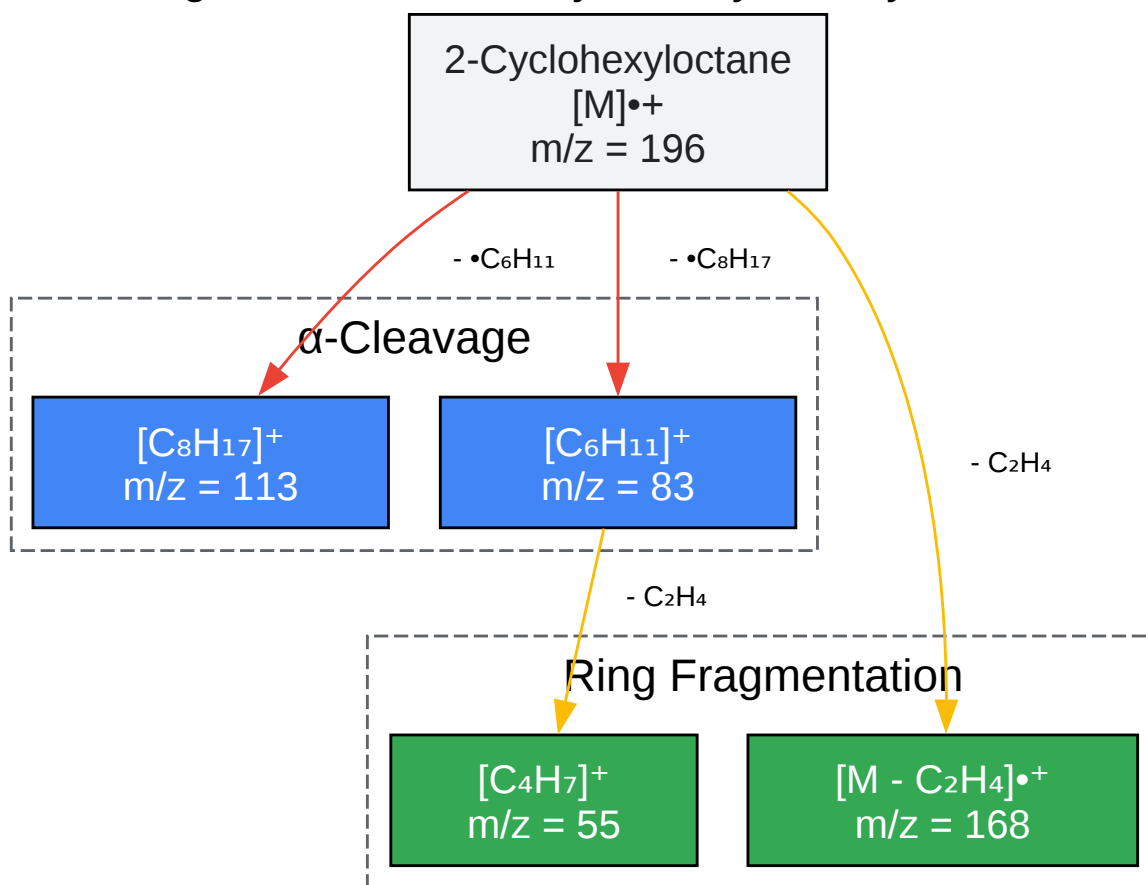 2-Cyclohexyloctane
[M]•+
m/z = 196
- •C₆H₁₁
- •C₈H₁₇
α-Cleavage
[C₈H₁₇]⁺
m/z = 113
[C₆H₁₁]⁺
m/z = 83
- C₂H₄
- C₂H₄
Ring Fragmentation
[C₄H₇]⁺
m/z = 55
[M - C₂H₄]•⁺
m/z = 168